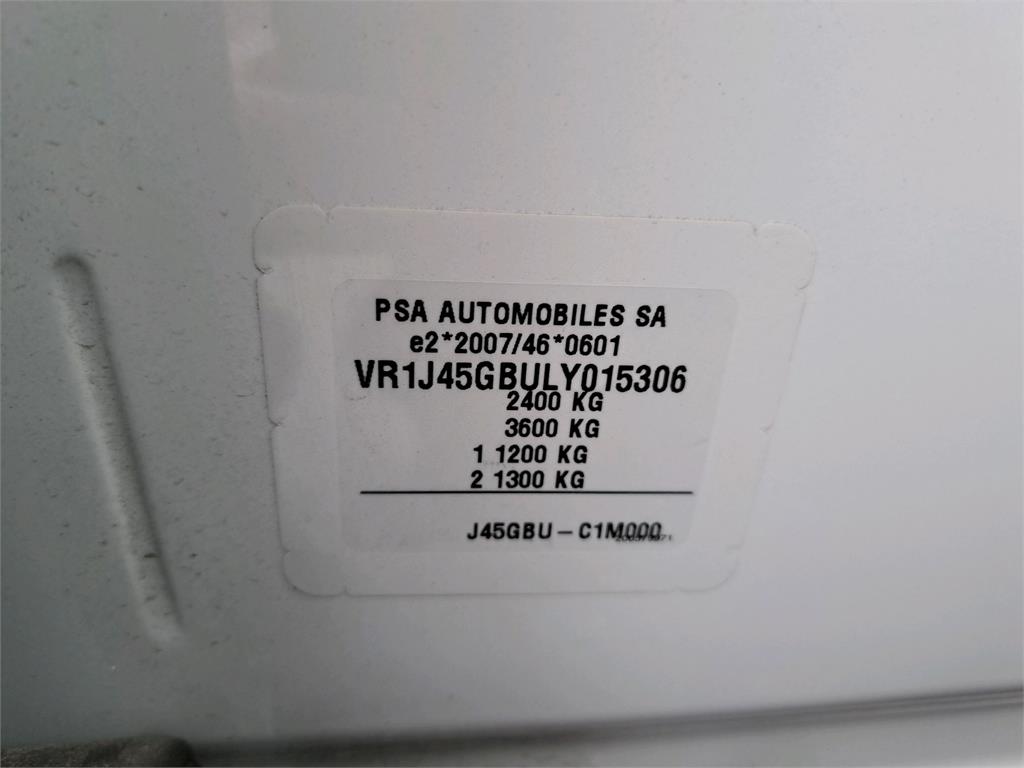 PSA AUTOMOBILES SA
e2*2007/46*0601
VR1J45GBULY015306
2400 KG
3600 KG
1 1200 KG
2 1300 KG
J45GBU – C1M000